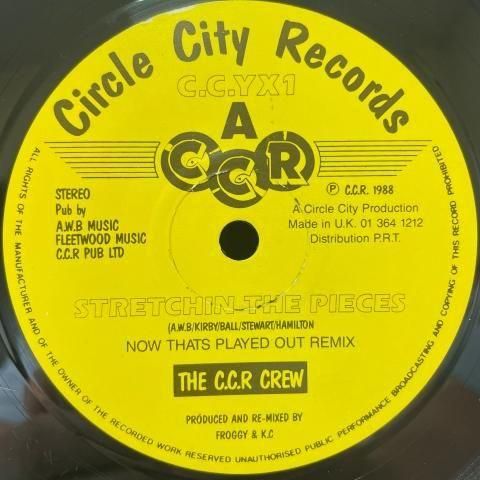 Circle City Records
C.C.YX1
A
CCR
STEREO
Pub by
A.W.B MUSIC
FLEETWOOD MUSIC
C.C.R PUB LTD
Ⓟ C.C.R. 1988
A Circle City Production
Made in U.K. 01 364 1212
Distribution P.R.T.
STRETCHIN THE PIECES
(A.W.B/KIRBY/BALL/STEWART/HAMILTON
NOW THATS PLAYED OUT REMIX
THE C.C.R CREW
PRODUCED AND RE-MIXED BY
FROGGY & K.C
ALL RIGHTS OF THE MANUFACTURER AND OF THE OWNER OF THE RECORDED WORK RESERVED UNAUTHORISED PUBLIC PERFORMANCE BROADCASTING AND COPYING OF THIS RECORD PROHIBITED